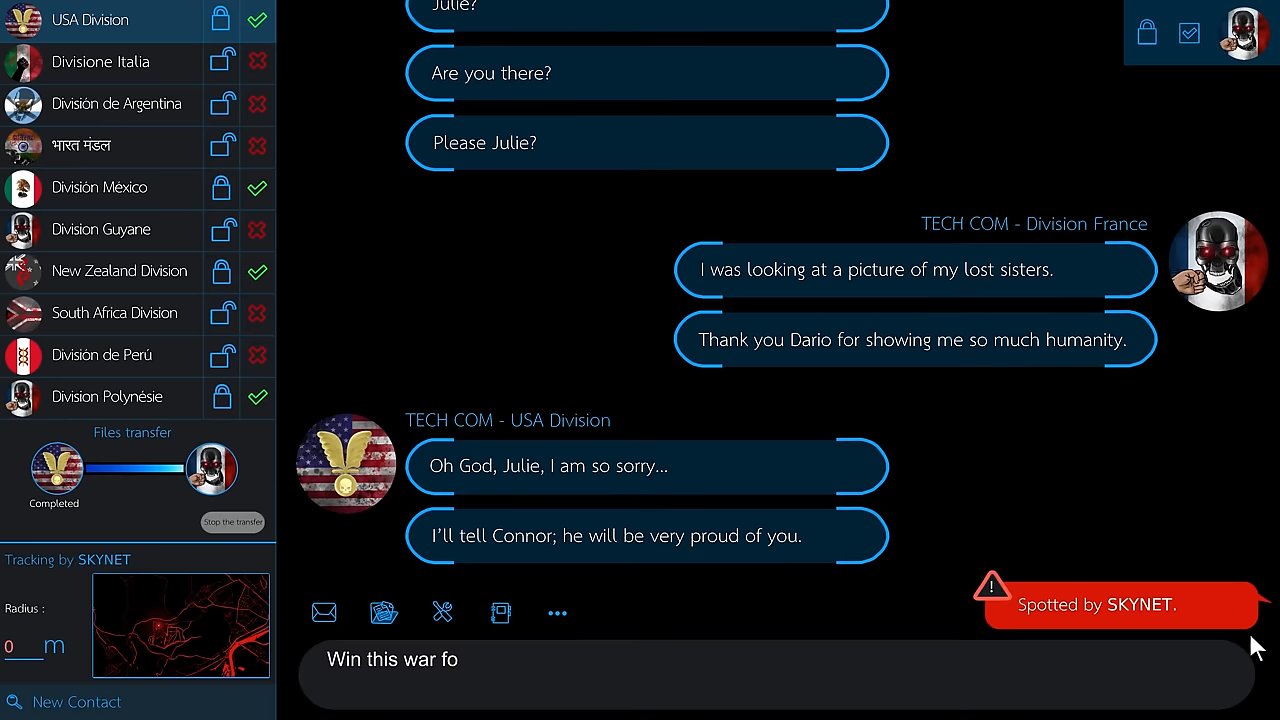 USA Division
Divisione Italia
División de Argentina
भारत मंडल
División México
Division Guyane
New Zealand Division
South Africa Division
División de Perú
Division Polynésie
Files transfer
Completed
Stop the transfer
Tracking by SKYNET
Radius :
0 m
New Contact
Julie?
Are you there?
Please Julie?
TECH COM - Division France
I was looking at a picture of my lost sisters.
Thank you Dario for showing me so much humanity.
TECH COM - USA Division
Oh God, Julie, I am so sorry...
I'll tell Connor; he will be very proud of you.
! Spotted by SKYNET.
Win this war fo